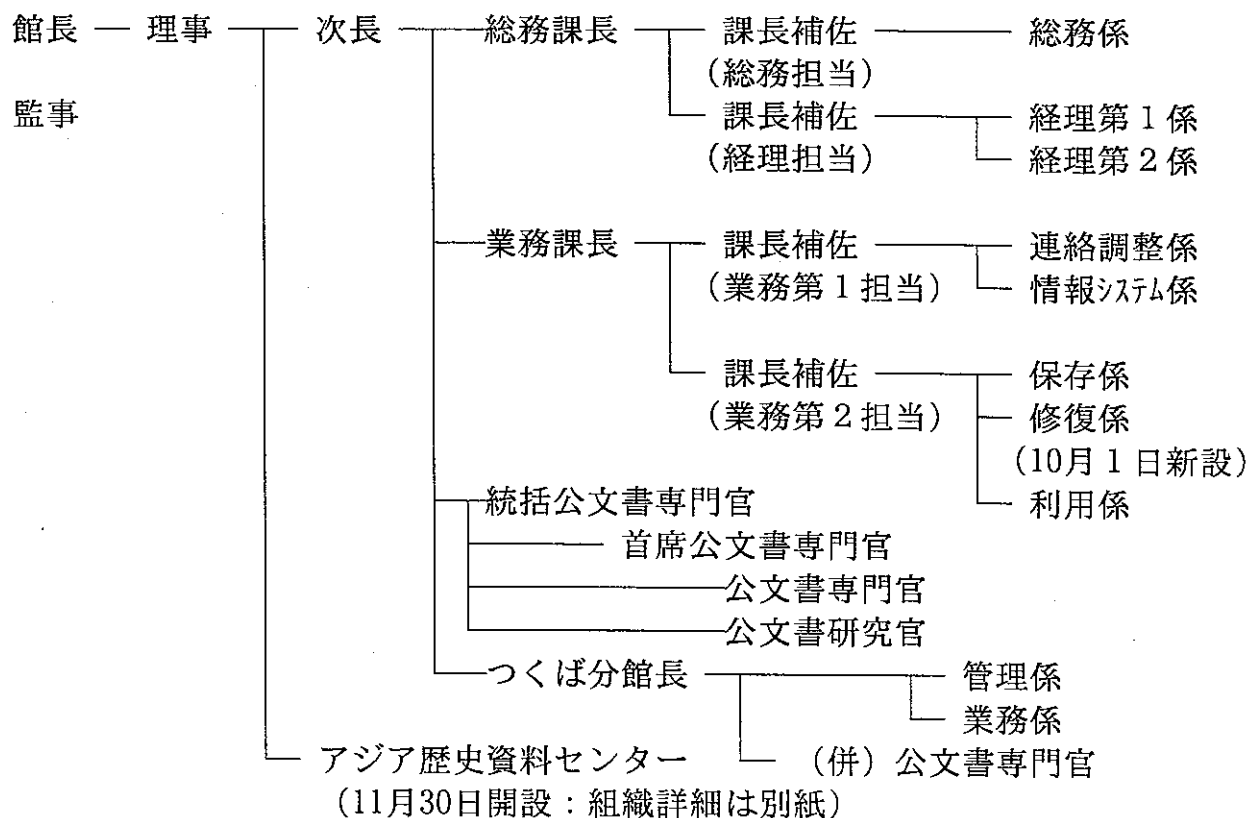 館長 理事 次長 総務課長 課長補佐 総務係
(総務担当)
監事 課長補佐 経理第1係
(経理担当) 経理第2係
業務課長 課長補佐 連絡調整係
(業務第1担当) 情報システム係
課長補佐 保存係
(業務第2担当) 修復係
(10月1日新設)
統括公文書専門官 利用係
首席公文書専門官
公文書専門官
公文書研究官
つくば分館長 管理係
業務係
アジア歴史資料センター (併)公文書専門官
(11月30日開設:組織詳細は別紙)